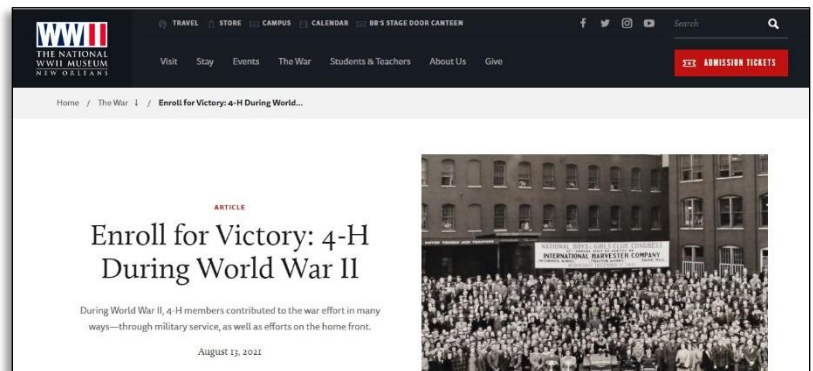 TRAVEL STORE CAMPUS CALENDAR BB'S STAGE DOOR CANTEEN
Search
WWII
THE NATIONAL
WWII MUSEUM
NEW ORLEANS
Visit Stay Events The War Students & Teachers About Us Give
ADMISSION TICKETS
Home / The War ↓ / Enroll for Victory: 4-H During World...
ARTICLE
Enroll for Victory: 4-H
During World War II
During World War II, 4-H members contributed to the war effort in many
ways—through military service, as well as efforts on the home front.
August 13, 2021
MOTOR TRUCKS AND TRACTORS
NATIONAL BOYS & GIRLS CLUB CONGRESS
INTERNATIONAL HARVESTER COMPANY